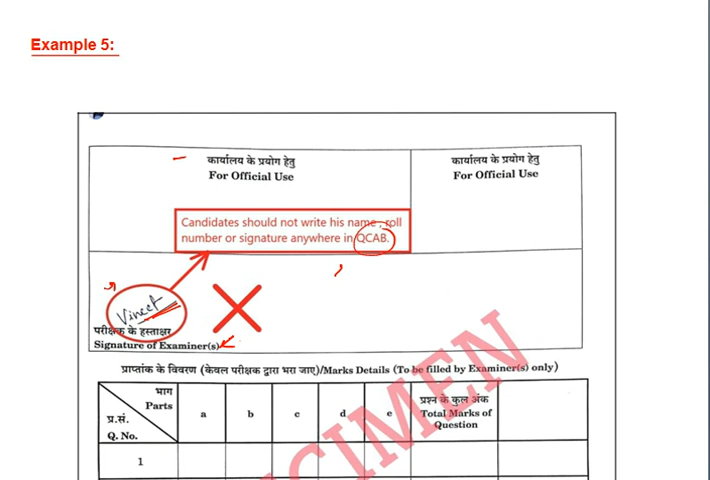 Example 5:
कार्यालय के प्रयोग हेतु
For Official Use
कार्यालय के प्रयोग हेतु
For Official Use
Candidates should not write his name , roll
number or signature anywhere in QCAB.
Vineet
परीक्षक के हस्ताक्षर
Signature of Examiner(s)
प्राप्तांक के विवरण (केवल परीक्षक द्वारा भरा जाए)/Marks Details (To be filled by Examiner(s) only)
भाग
Parts
प्र.सं.
Q. No.
a
b
c
d
e
प्रश्न के कुल अंक
Total Marks of
Question
1
CIMEN